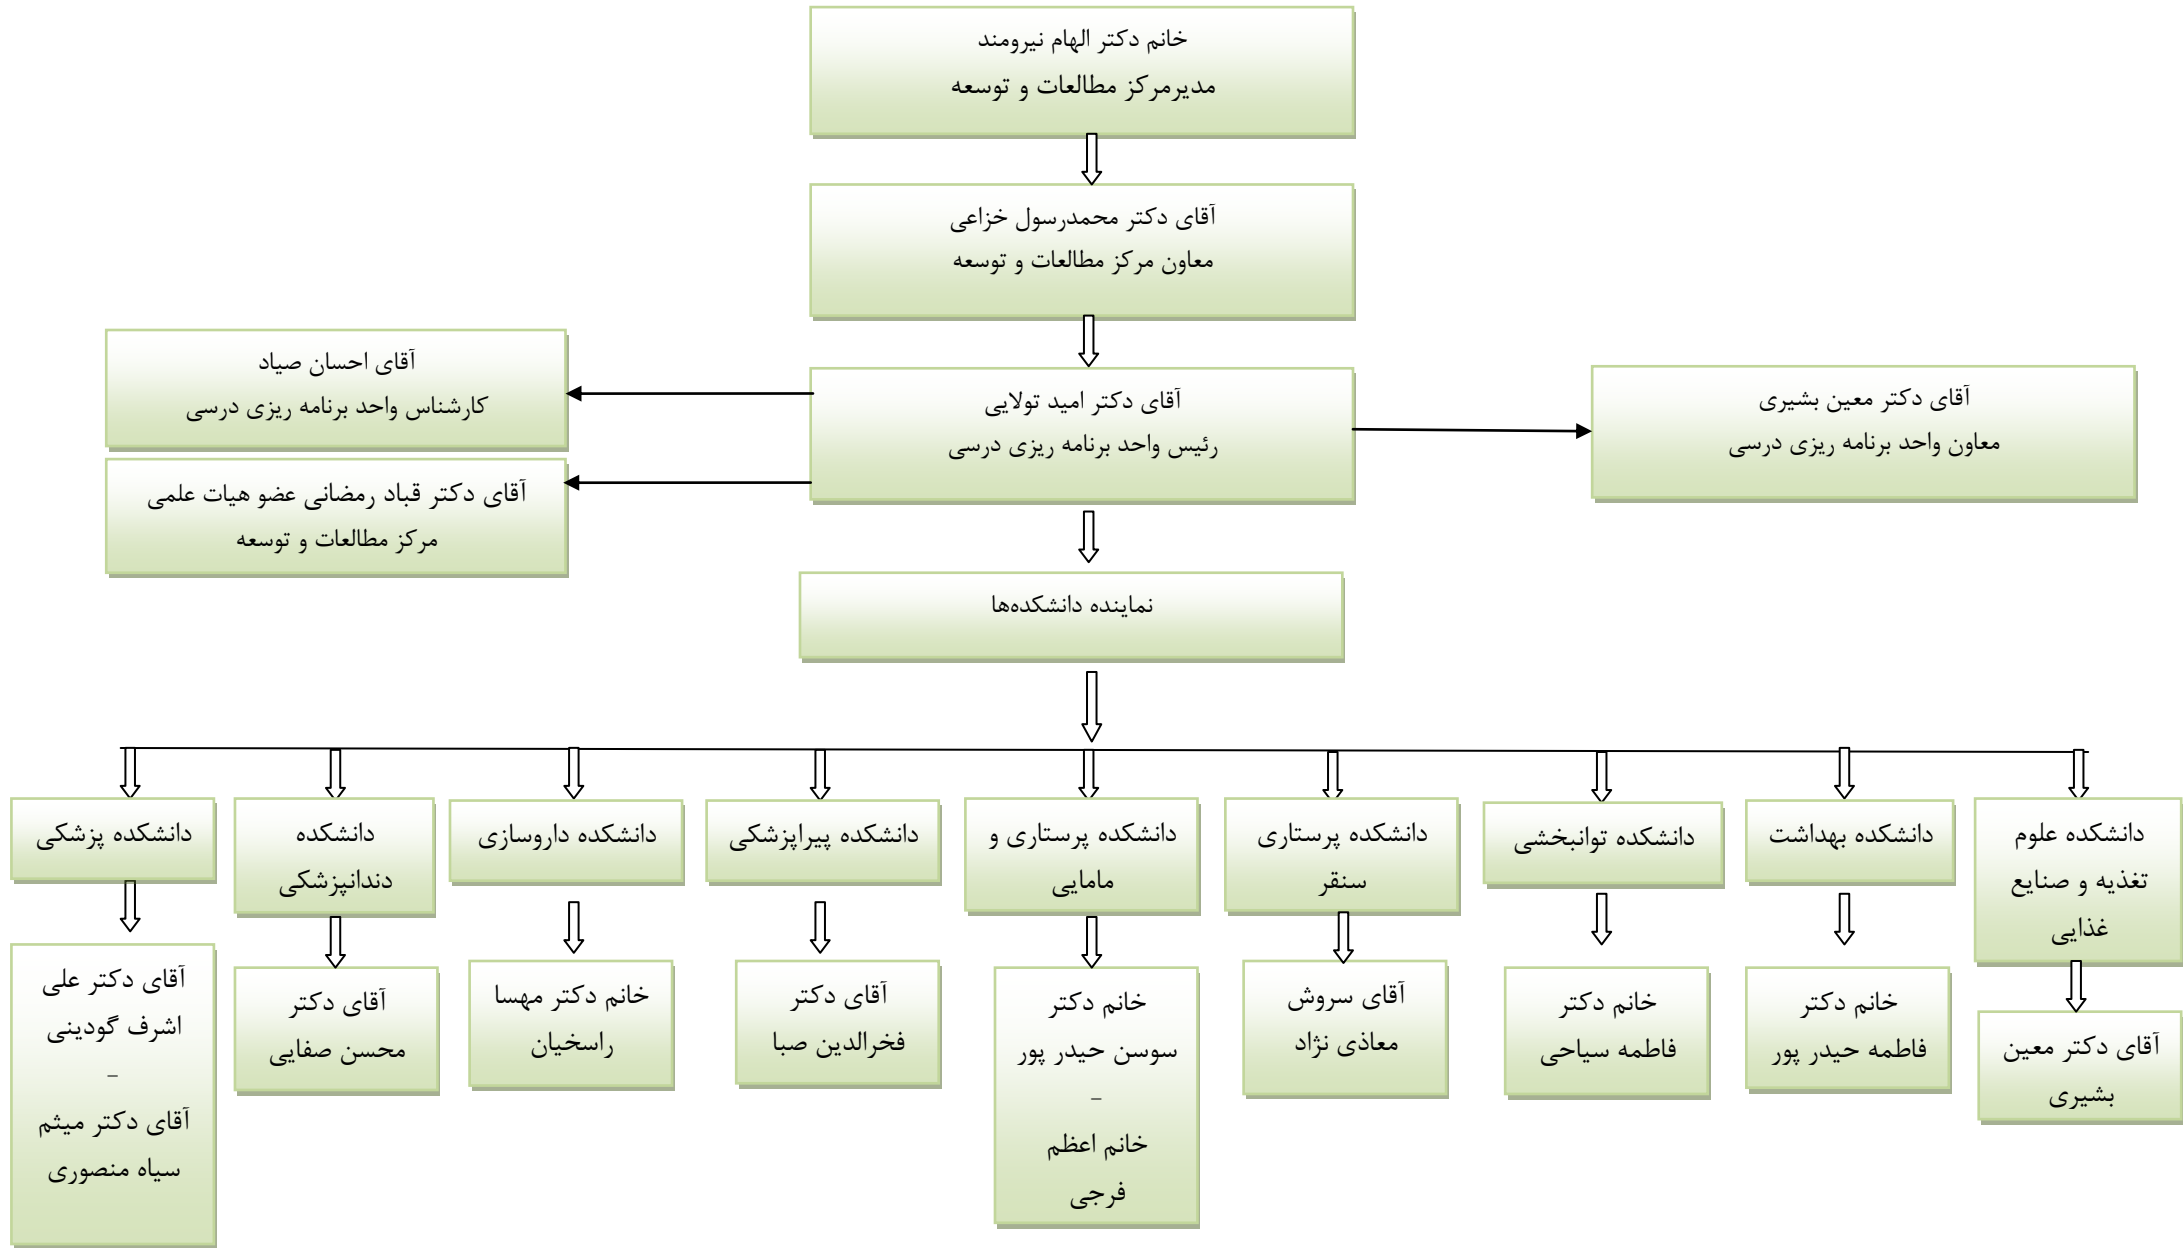 خانم دکتر الهام نیرومند
مدیرمرکز مطالعات و توسعه
آقای دکتر محمدرسول خزاعی
معاون مرکز مطالعات و توسعه
آقای دکتر معین بشیری
معاون واحد برنامه ریزی درسی
آقای دکتر امید تولایی
رئیس واحد برنامه ریزی درسی
آقای احسان صیاد
کارشناس واحد برنامه ریزی درسی
آقای دکتر قباد رمضانی عضو هیات علمی
مرکز مطالعات و توسعه
نماینده دانشکده‌ها
دانشکده علوم
تغذیه و صنایع
غذایی
دانشکده بهداشت
دانشکده توانبخشی
دانشکده پرستاری
سنقر
دانشکده پرستاری و
مامایی
دانشکده پیراپزشکی
دانشکده داروسازی
دانشکده
دندانپزشکی
دانشکده پزشکی
آقای دکتر معین
بشیری
خانم دکتر
فاطمه حیدر پور
خانم دکتر
فاطمه سیاحی
آقای سروش
معاذی نژاد
خانم دکتر
سوسن حیدر پور
–
خانم اعظم
فرجی
آقای دکتر
فخرالدین صبا
خانم دکتر مهسا
راسخیان
آقای دکتر
محسن صفایی
آقای دکتر علی
اشرف گودینی
–
آقای دکتر میثم
سیاه منصوری